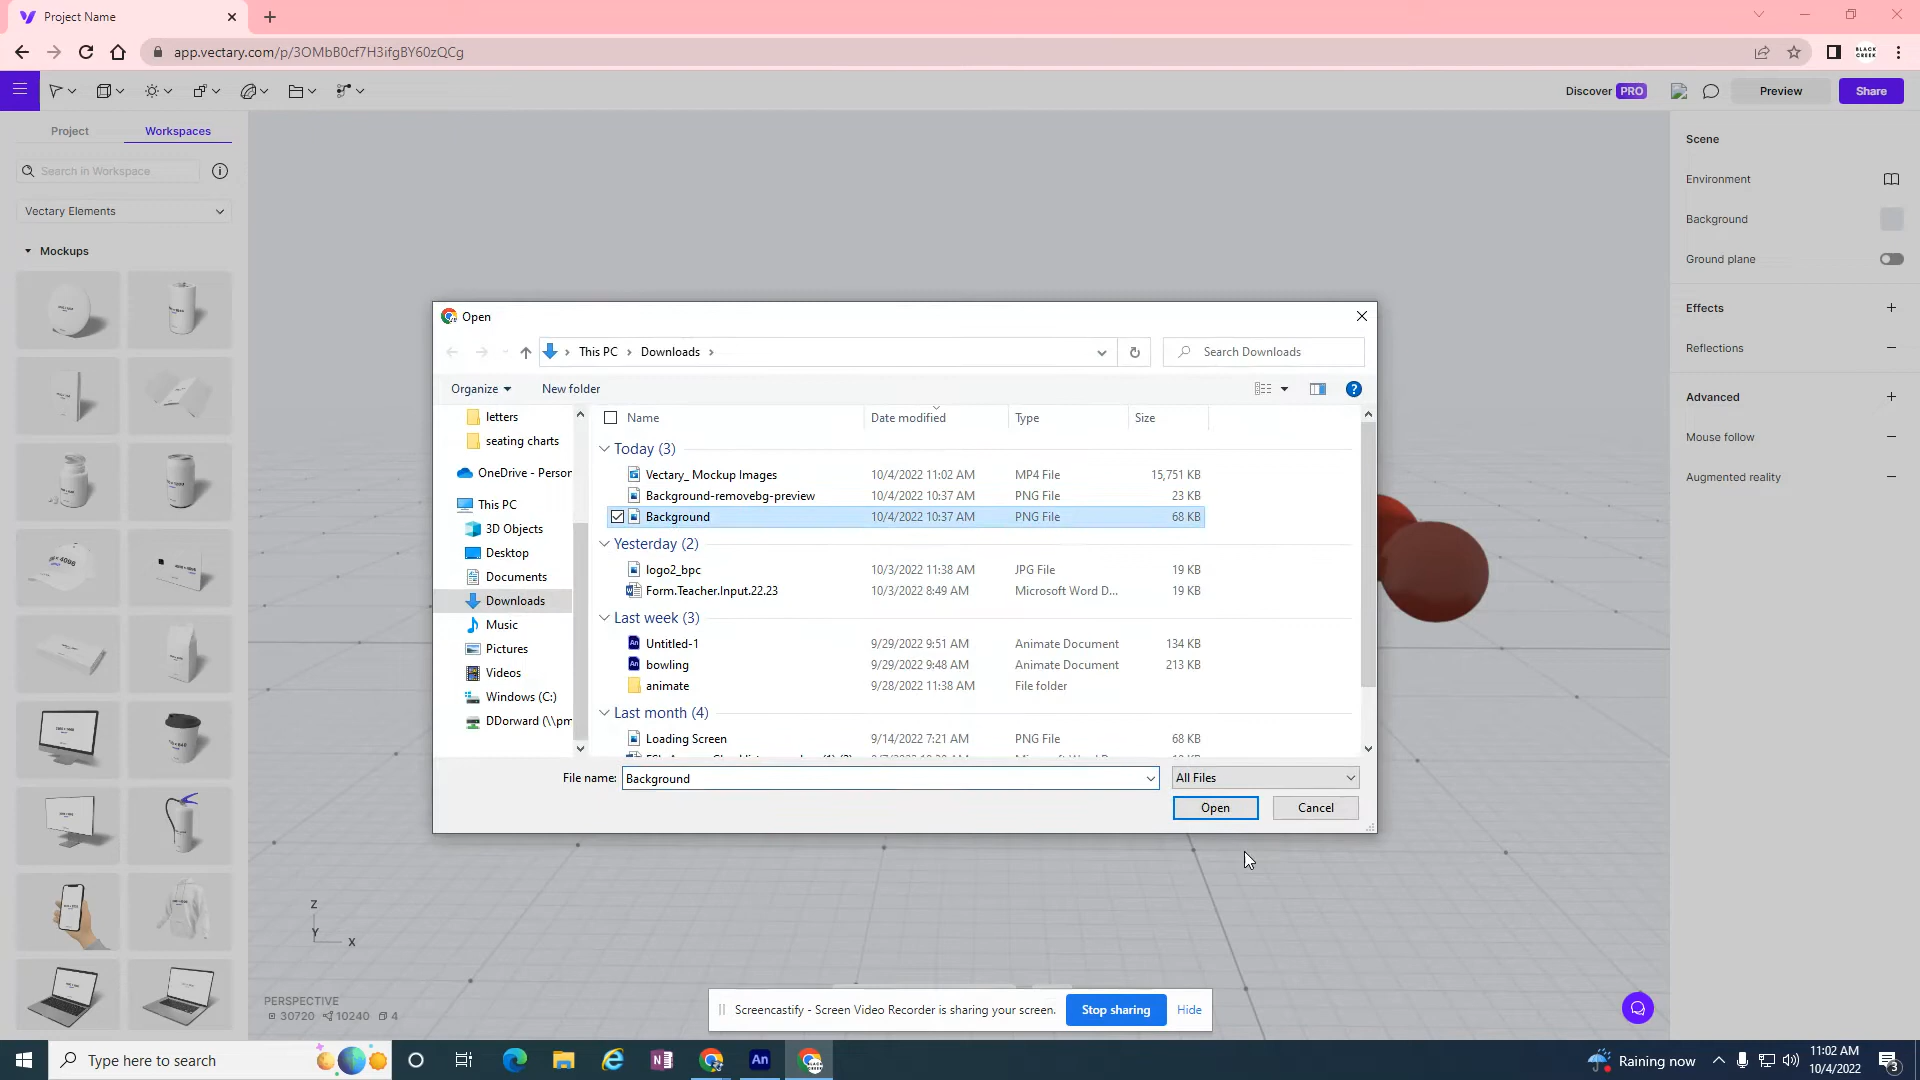 Project Name
app.vectary.com/p/3OMbB0cf7H3ifgBY60zQCg
BLACK CREEK
Discover PRO
Preview
Share
Project
Workspaces
Search in Workspace
Vectary Elements
Mockups
Scene
Environment
Background
Ground plane
Effects
Reflections
Advanced
Mouse follow
Augmented reality
Open
This PC
Downloads
Search Downloads
Organize
New folder
letters
seating charts
OneDrive - Person
This PC
3D Objects
Desktop
Documents
Downloads
Music
Pictures
Videos
Windows (C:)
DDorward (\\pm
Name Date modified Type Size
Today (3)
Vectary_ Mockup Images 10/4/2022 11:02 AM MP4 File 15,751 KB
Background-removebg-preview 10/4/2022 10:37 AM PNG File 23 KB
Background 10/4/2022 10:37 AM PNG File 68 KB
Yesterday (2)
logo2_bpc 10/3/2022 11:38 AM JPG File 19 KB
Form.Teacher.Input.22.23 10/3/2022 8:49 AM Microsoft Word D... 19 KB
Last week (3)
Untitled-1 9/29/2022 9:51 AM Animate Document 134 KB
bowling 9/29/2022 9:48 AM Animate Document 213 KB
animate 9/28/2022 11:38 AM File folder
Last month (4)
Loading Screen 9/14/2022 7:21 AM PNG File 68 KB
File name: Background
All Files
Open
Cancel
Z
Y
X
PERSPECTIVE
30720 10240 4
Screencastify - Screen Video Recorder is sharing your screen.
Stop sharing
Hide
Type here to search
An
Raining now
11:02 AM
10/4/2022
3